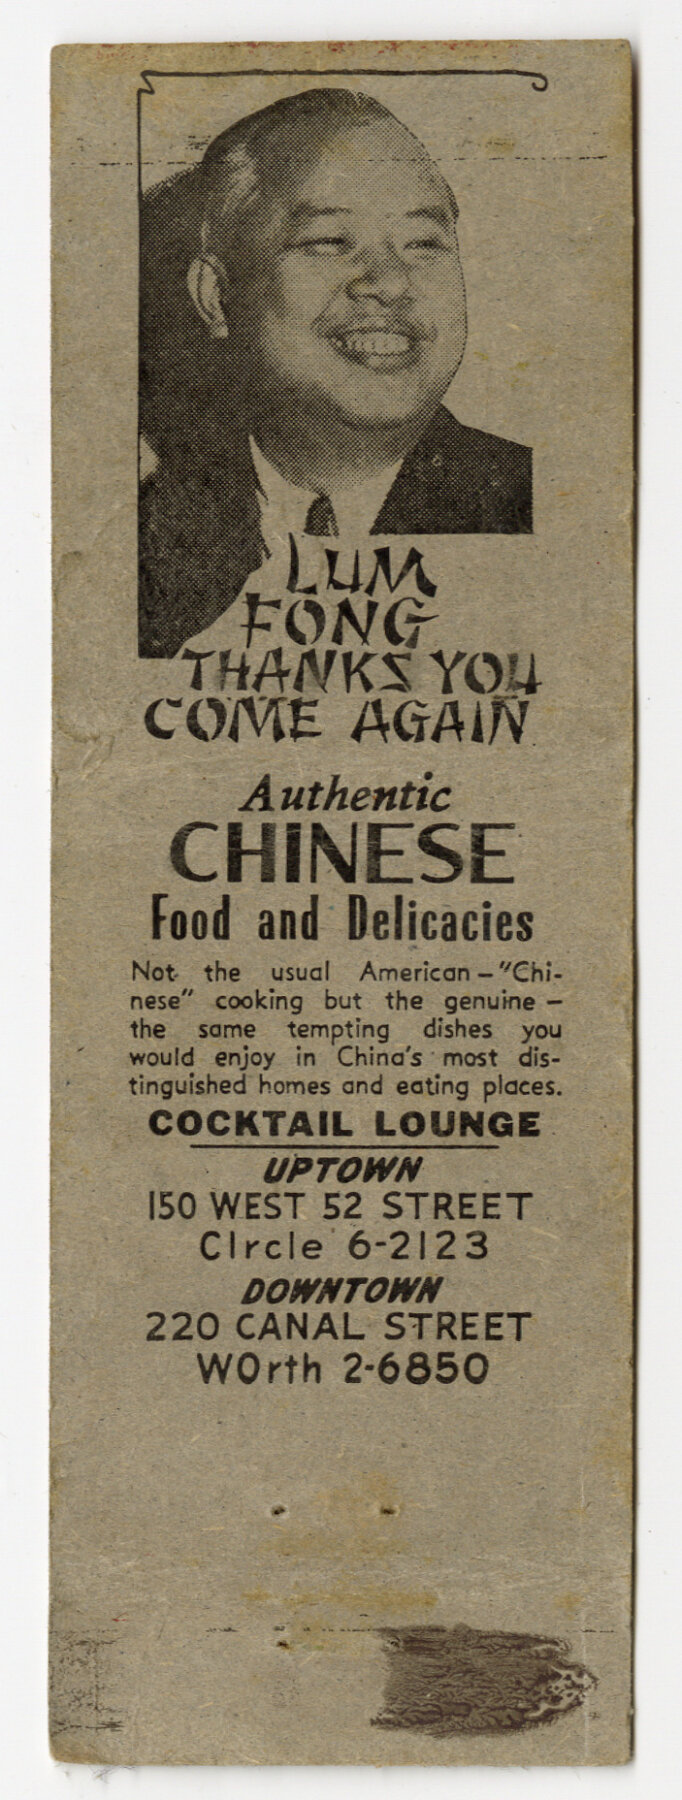 LUM
FONG
THANKS YOU
COME AGAIN
Authentic
CHINESE
Food and Delicacies
Not the usual American – "Chi-
nese" cooking but the genuine –
the same tempting dishes you
would enjoy in China's most dis-
tinguished homes and eating places.
COCKTAIL LOUNGE
UPTOWN
150 WEST 52 STREET
CIrcle 6-2123
DOWNTOWN
220 CANAL STREET
WOrth 2-6850